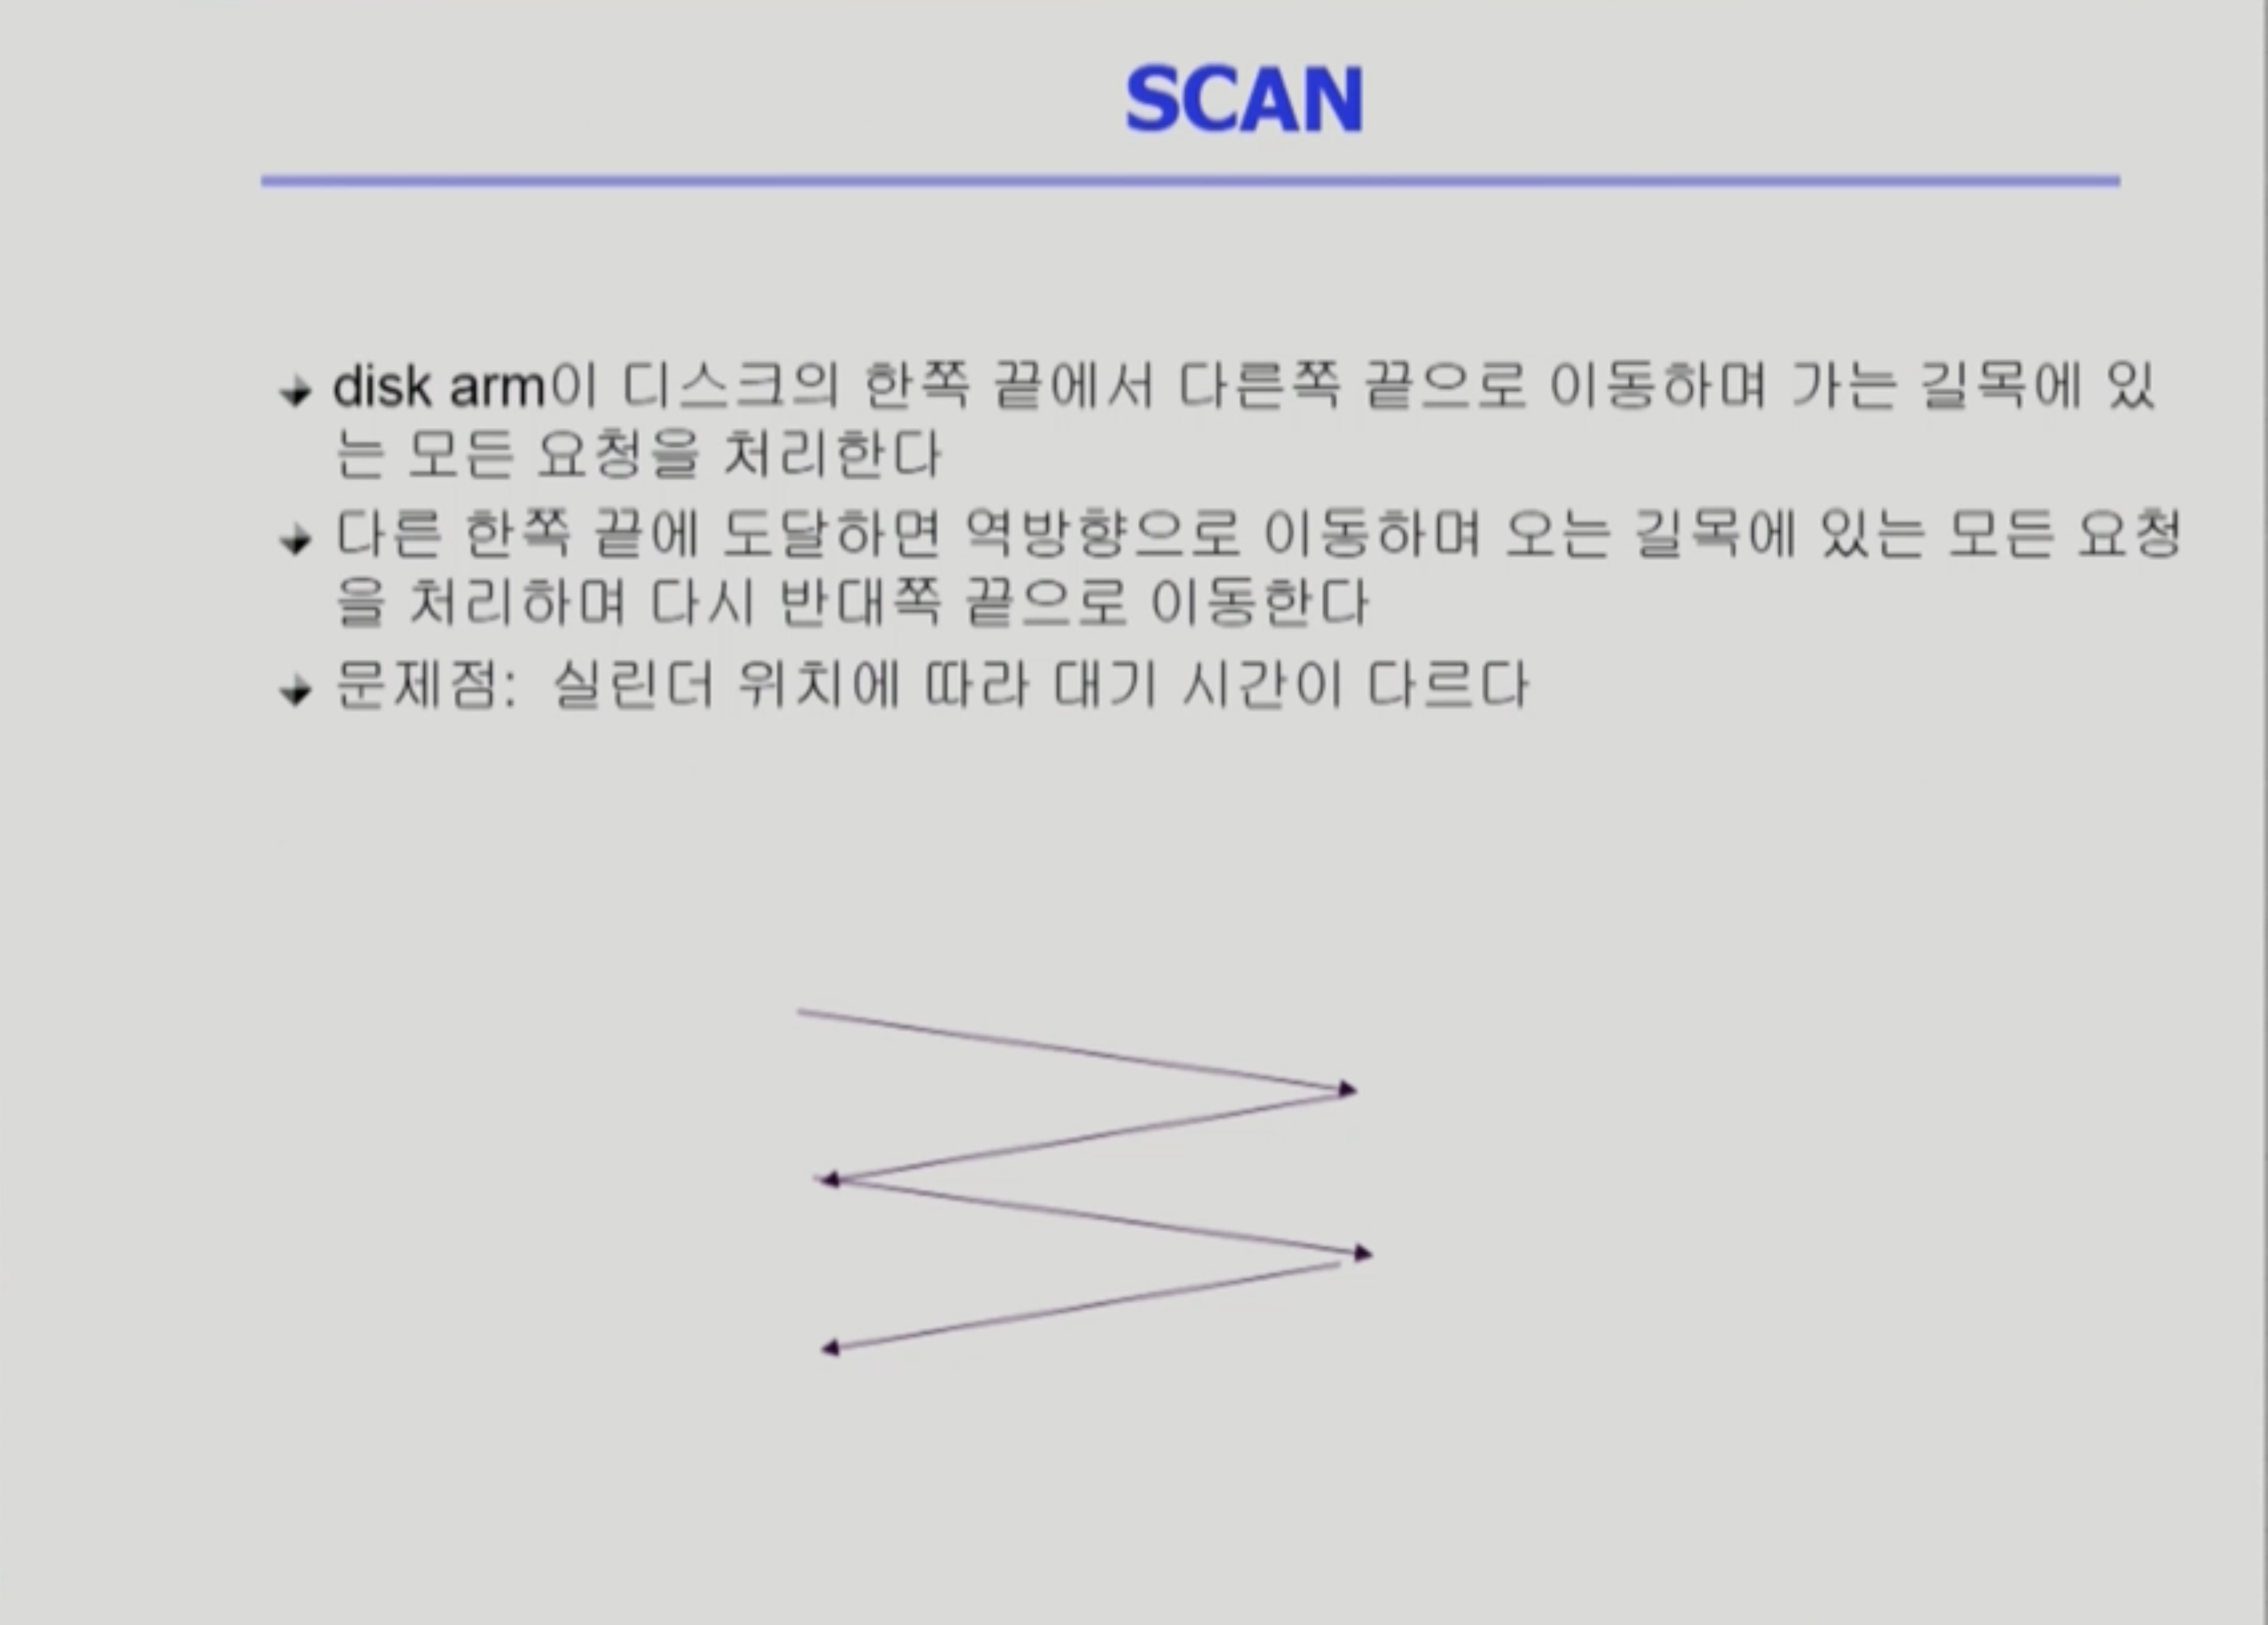 SCAN
disk arm이 디스크의 한쪽 끝에서 다른쪽 끝으로 이동하며 가는 길목에 있
는 모든 요청을 처리한다
다른 한쪽 끝에 도달하면 역방향으로 이동하며 오는 길목에 있는 모든 요청
을 처리하며 다시 반대쪽 끝으로 이동한다
문제점: 실린더 위치에 따라 대기 시간이 다르다